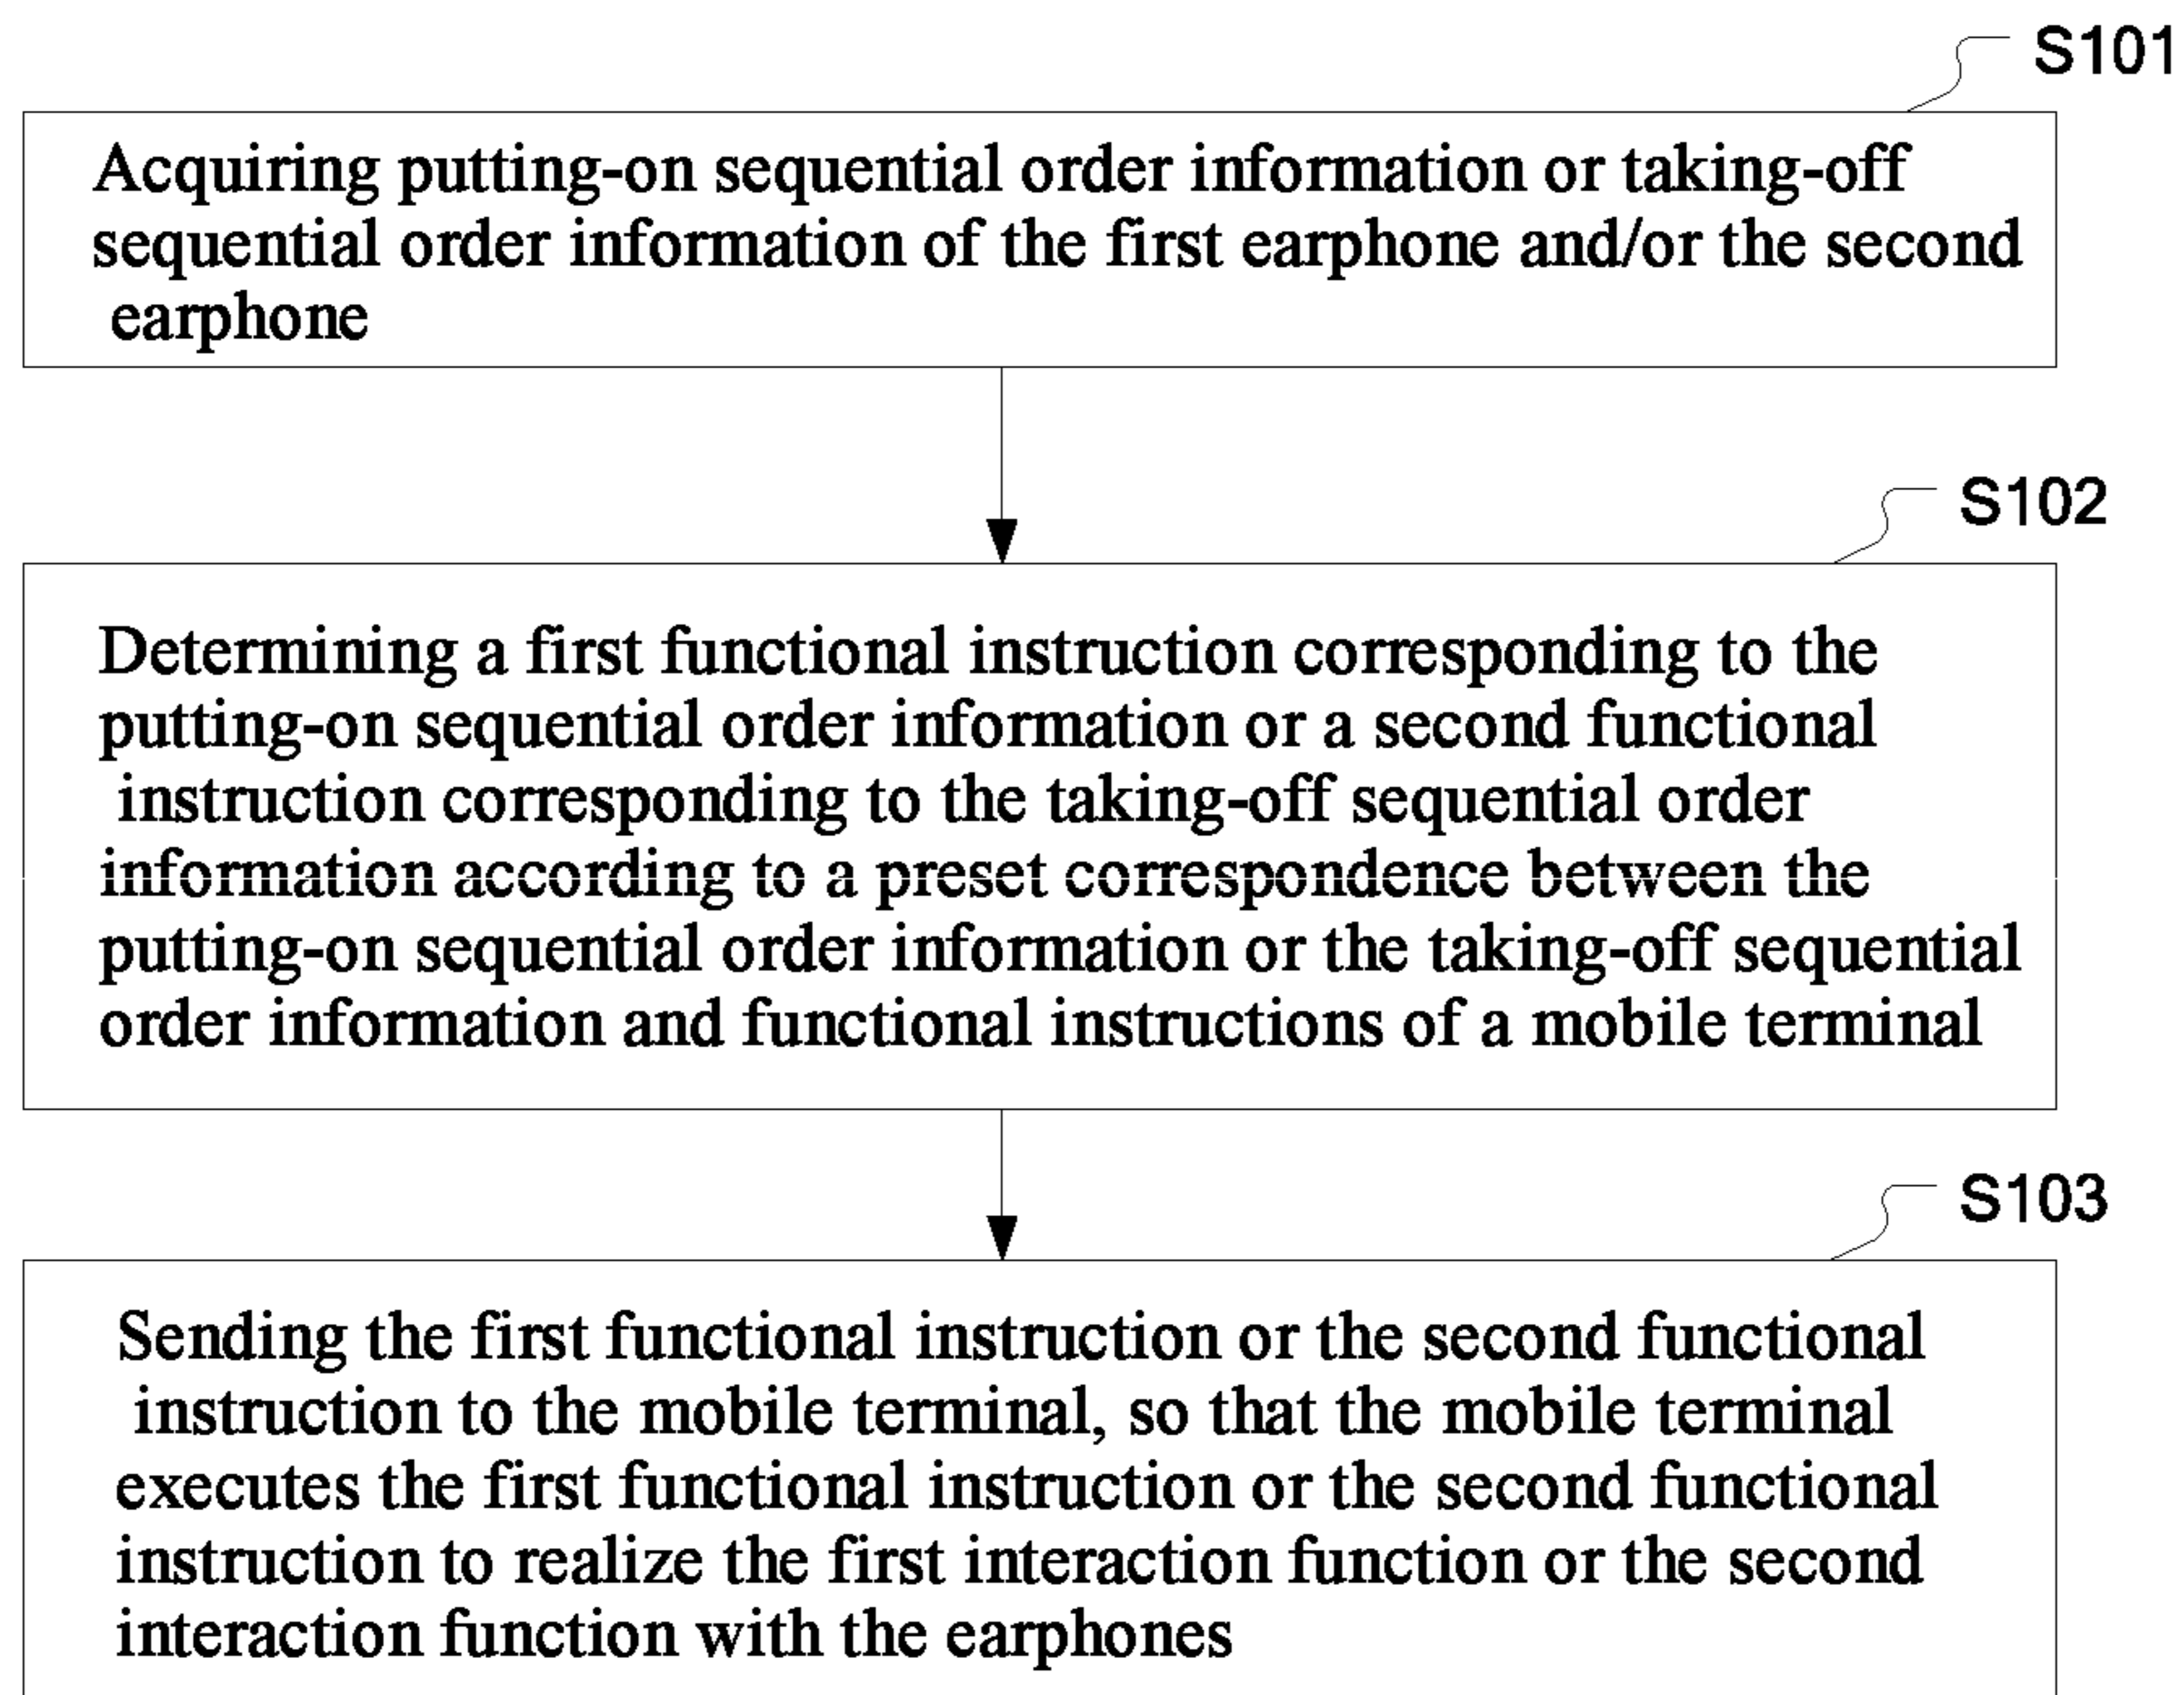 S101
Acquiring putting-on sequential order information or taking-off
sequential order information of the first earphone and/or the second
earphone
S102
Determining a first functional instruction corresponding to the
putting-on sequential order information or a second functional
instruction corresponding to the taking-off sequential order
information according to a preset correspondence between the
putting-on sequential order information or the taking-off sequential
order information and functional instructions of a mobile terminal
S103
Sending the first functional instruction or the second functional
instruction to the mobile terminal, so that the mobile terminal
executes the first functional instruction or the second functional
instruction to realize the first interaction function or the second
interaction function with the earphones